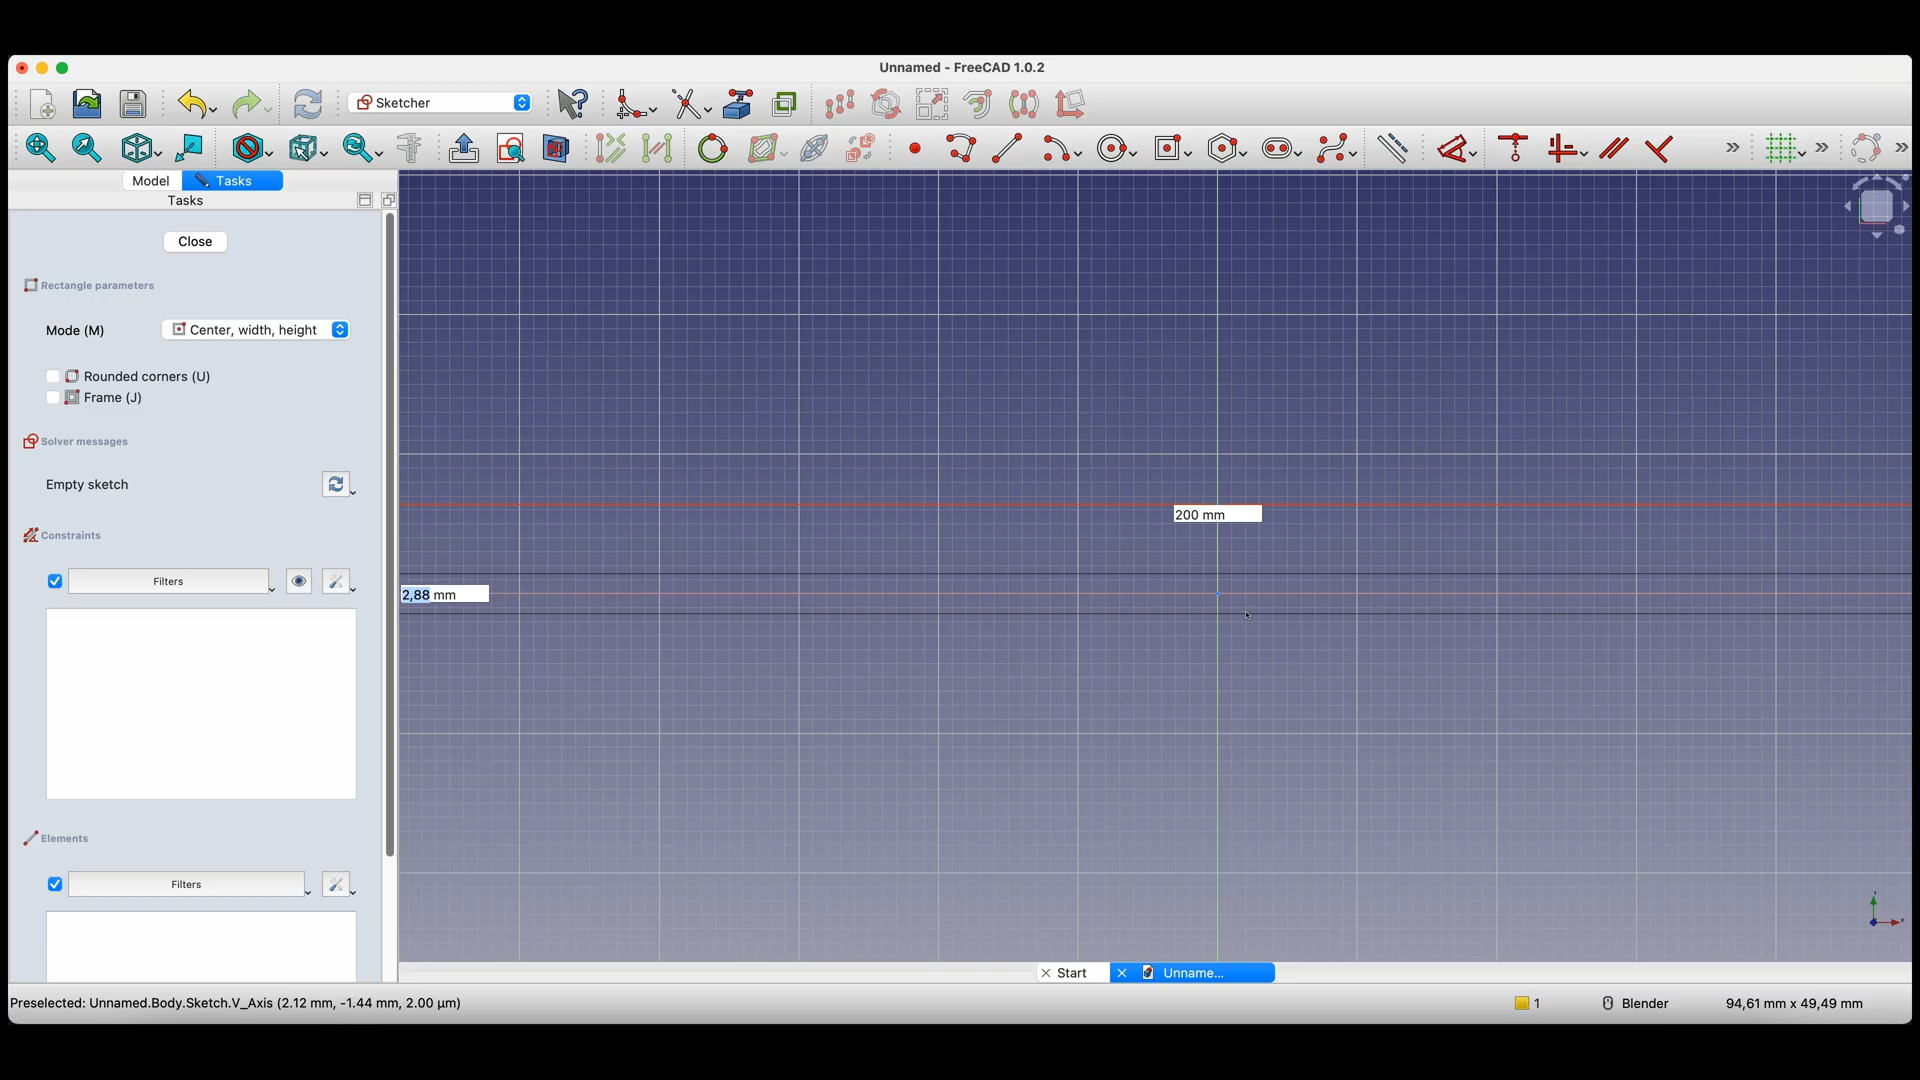 Unnamed - FreeCAD 1.0.2
Sketcher
Model
Tasks
Tasks
Close
Rectangle parameters
Mode (M)
Center, width, height
Rounded corners (U)
Frame (J)
Solver messages
Empty sketch
Constraints
Filters
Elements
Filters
200 mm
2,88 mm
Start
Unname...
Preselected: Unnamed.Body.Sketch.V_Axis (2.12 mm, -1.44 mm, 2.00 μm)
1
Blender
94,61 mm x 49,49 mm